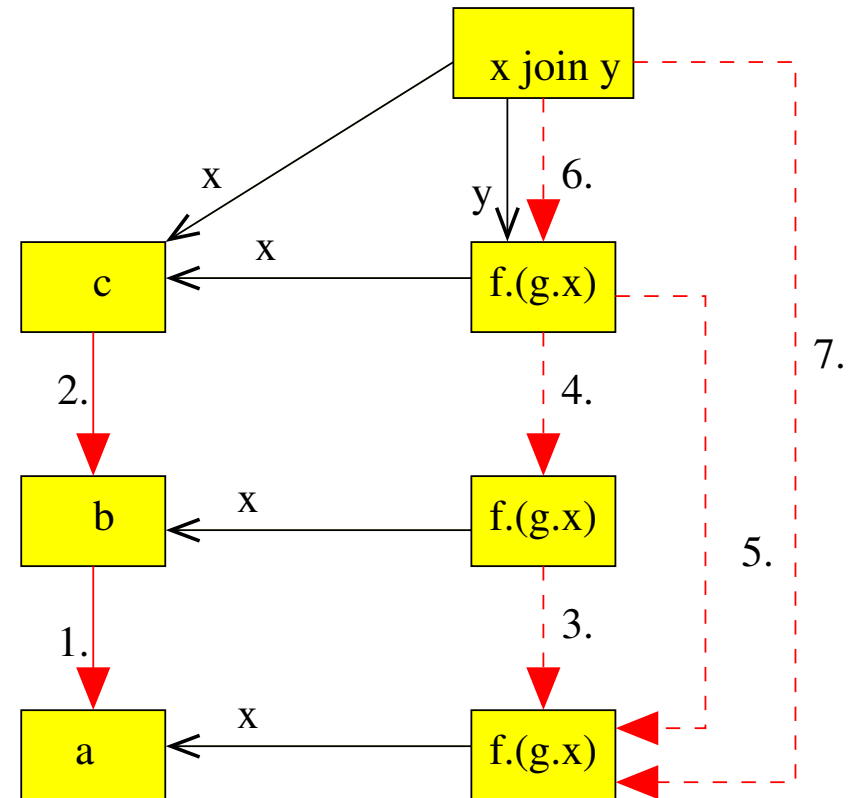 x join y
x
6.
y
x
c
f.(g.x)
7.
2.
4.
x
b
f.(g.x)
5.
1.
3.
x
a
f.(g.x)